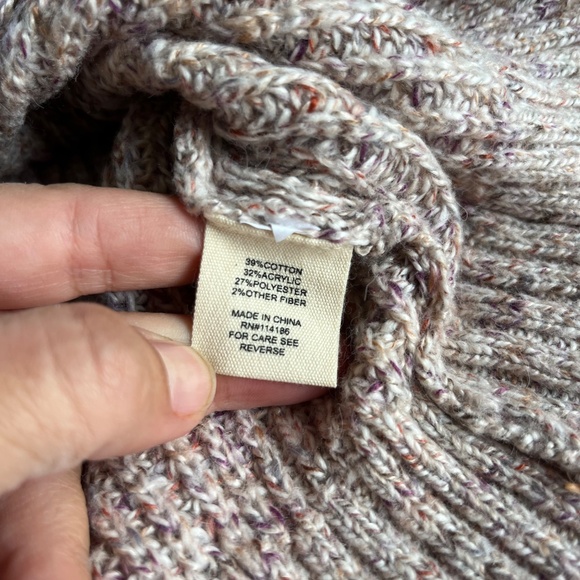 39%COTTON
32%ACRYLIC
27%POLYESTER
2%OTHER FIBER
MADE IN CHINA
RN#114186
FOR CARE SEE
REVERSE